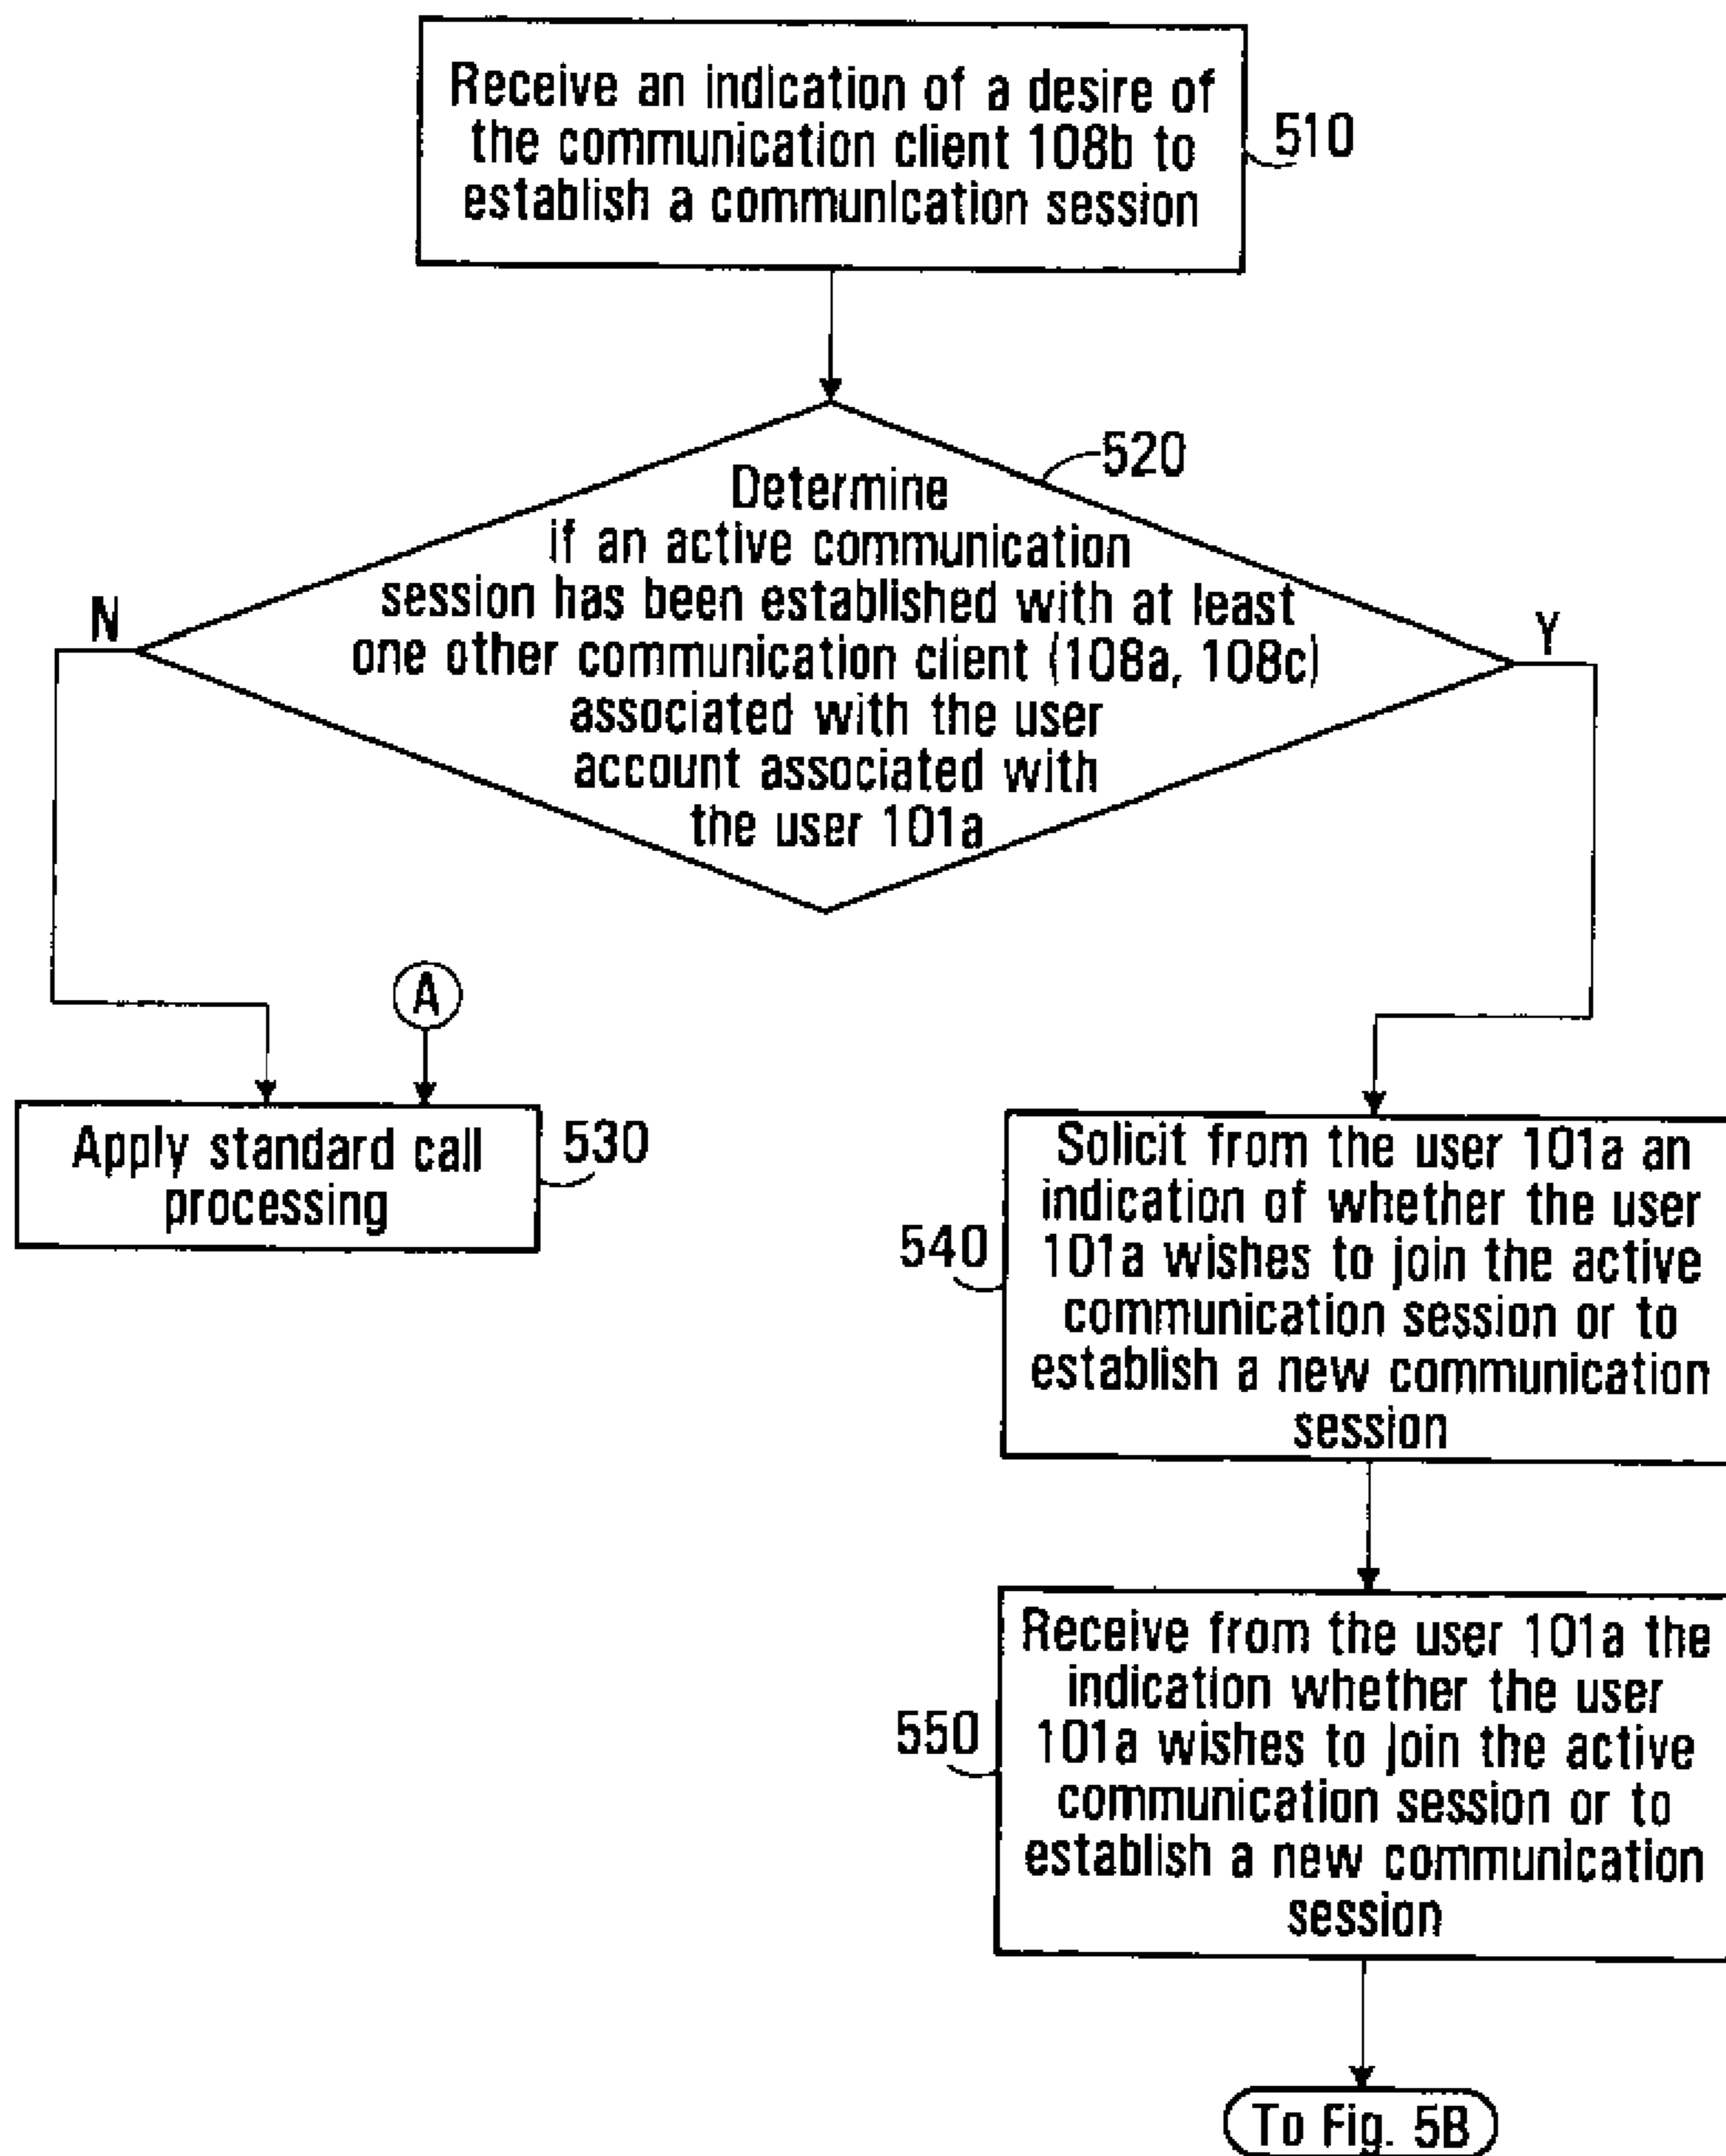 Receive an indication of a desire of
the communication client 108b to
establish a communication session
510
520
Determine
if an active communication
session has been established with at least
one other communication client (108a, 108c)
associated with the user
account associated with
the user 101a
N
Y
A
Apply standard call
processing
530
Solicit from the user 101a an
indication of whether the user
101a wishes to join the active
communication session or to
establish a new communication
session
540
Receive from the user 101a the
indication whether the user
101a wishes to join the active
communication session or to
establish a new communication
session
550
To Fig. 5B